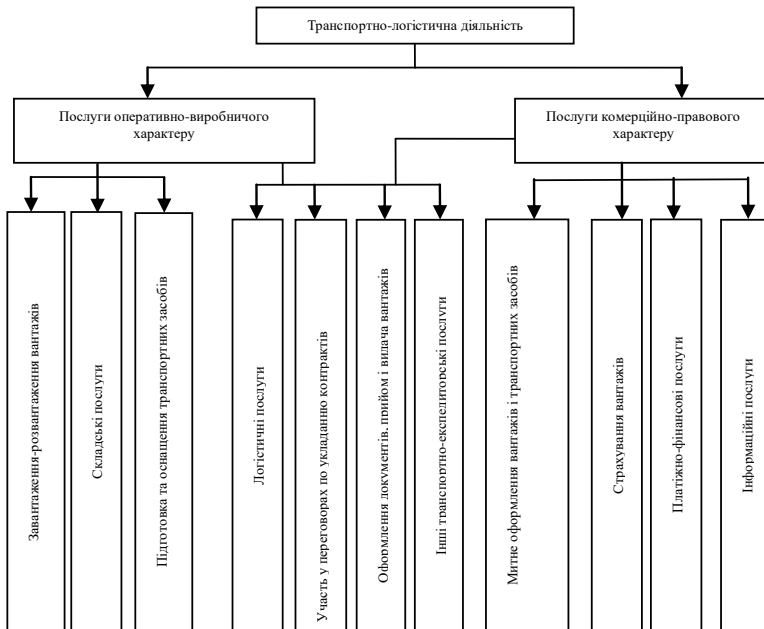 Транспортно-логістична діяльність
Послуги оперативно-виробничого
характеру
Послуги комерційно-правового
характеру
Завантаження-розвантаження вантажів
Складські послуги
Підготовка та оснащення транспортних засобів
Логістичні послуги
Участь у переговорах по укладанню контрактів
Оформлення документів, прийом і видача вантажів
Інші транспортно-експедиторські послуги
Митне оформлення вантажів і транспортних засобів
Страхування вантажів
Платіжно-фінансові послуги
Інформаційні послуги